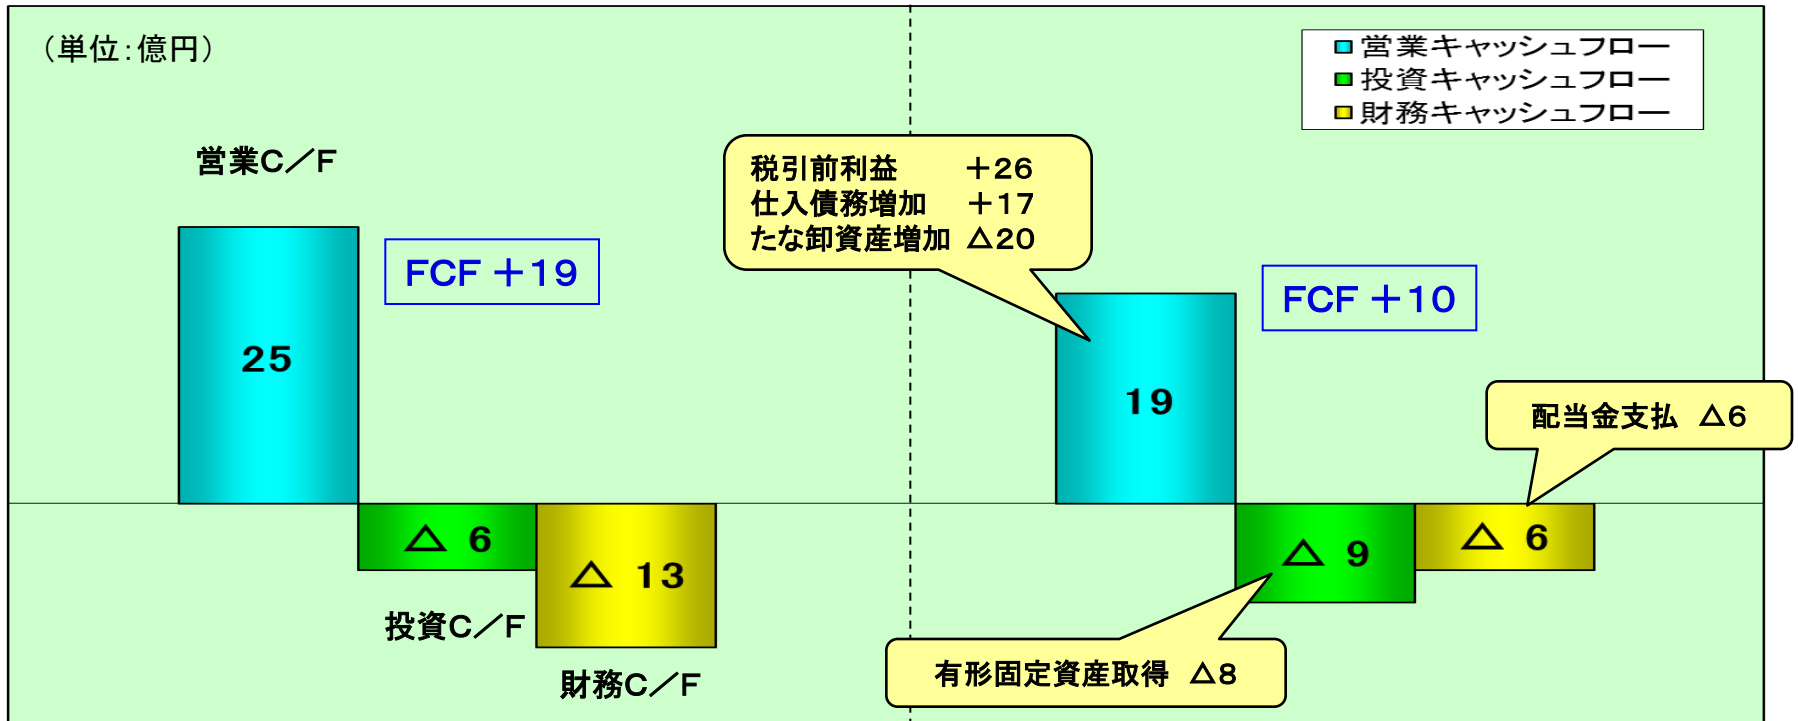 （単位：億円）
営業キャッシュフロー
投資キャッシュフロー
財務キャッシュフロー
営業C／F
税引前利益　＋26
仕入債務増加　＋17
たな卸資産増加　△20
FCF ＋19
FCF ＋10
25
19
配当金支払　△6
△ 6
△ 13
△ 9
△ 6
投資C／F
財務C／F
有形固定資産取得　△8